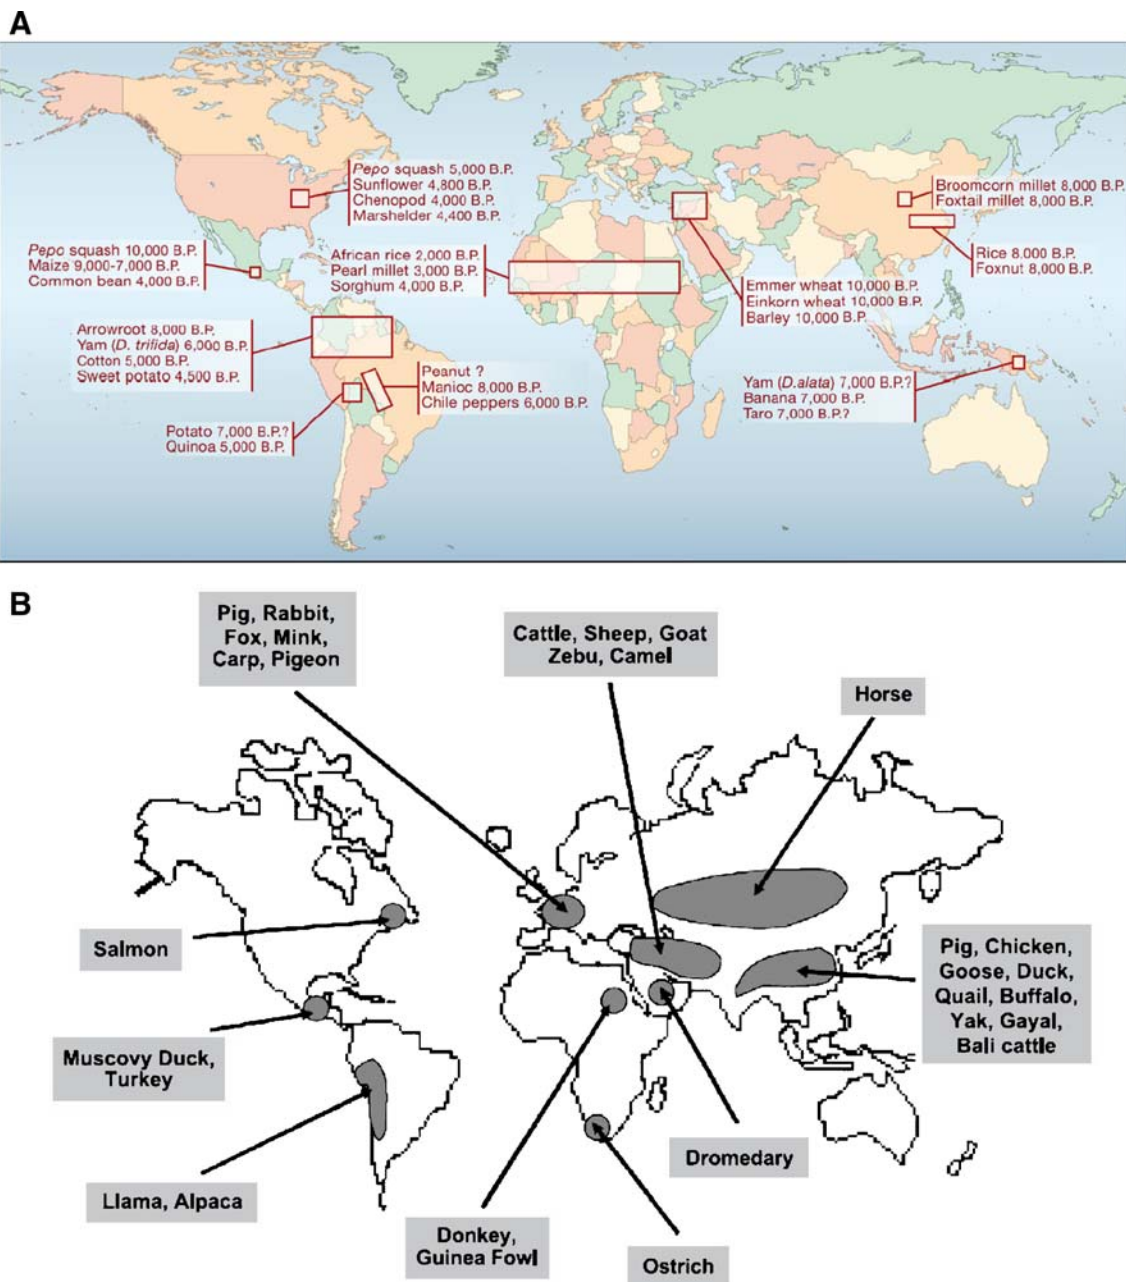 A
Pepo squash 5,000 B.P.
Sunflower 4,800 B.P.
Chenopod 4,000 B.P.
Marshelder 4,400 B.P.
Broomcorn millet 8,000 B.P.
Foxtail millet 8,000 B.P.
Pepo squash 10,000 B.P.
Maize 9,000-7,000 B.P.
Common bean 4,000 B.P.
African rice 2,000 B.P.
Pearl millet 3,000 B.P.
Sorghum 4,000 B.P.
Rice 8,000 B.P.
Foxnut 8,000 B.P.
Emmer wheat 10,000 B.P.
Einkorn wheat 10,000 B.P.
Barley 10,000 B.P.
Arrowroot 8,000 B.P.
Yam (D. trifida) 6,000 B.P.
Cotton 5,000 B.P.
Sweet potato 4,500 B.P.
Peanut ?
Manioc 8,000 B.P.
Chile peppers 6,000 B.P.
Yam (D.alata) 7,000 B.P.?
Banana 7,000 B.P.
Taro 7,000 B.P.?
Potato 7,000 B.P.?
Quinoa 5,000 B.P.
B
Pig, Rabbit,
Fox, Mink,
Carp, Pigeon
Cattle, Sheep, Goat
Zebu, Camel
Horse
Salmon
Pig, Chicken,
Goose, Duck,
Quail, Buffalo,
Yak, Gayal,
Bali cattle
Muscovy Duck,
Turkey
Dromedary
Llama, Alpaca
Donkey,
Guinea Fowl
Ostrich